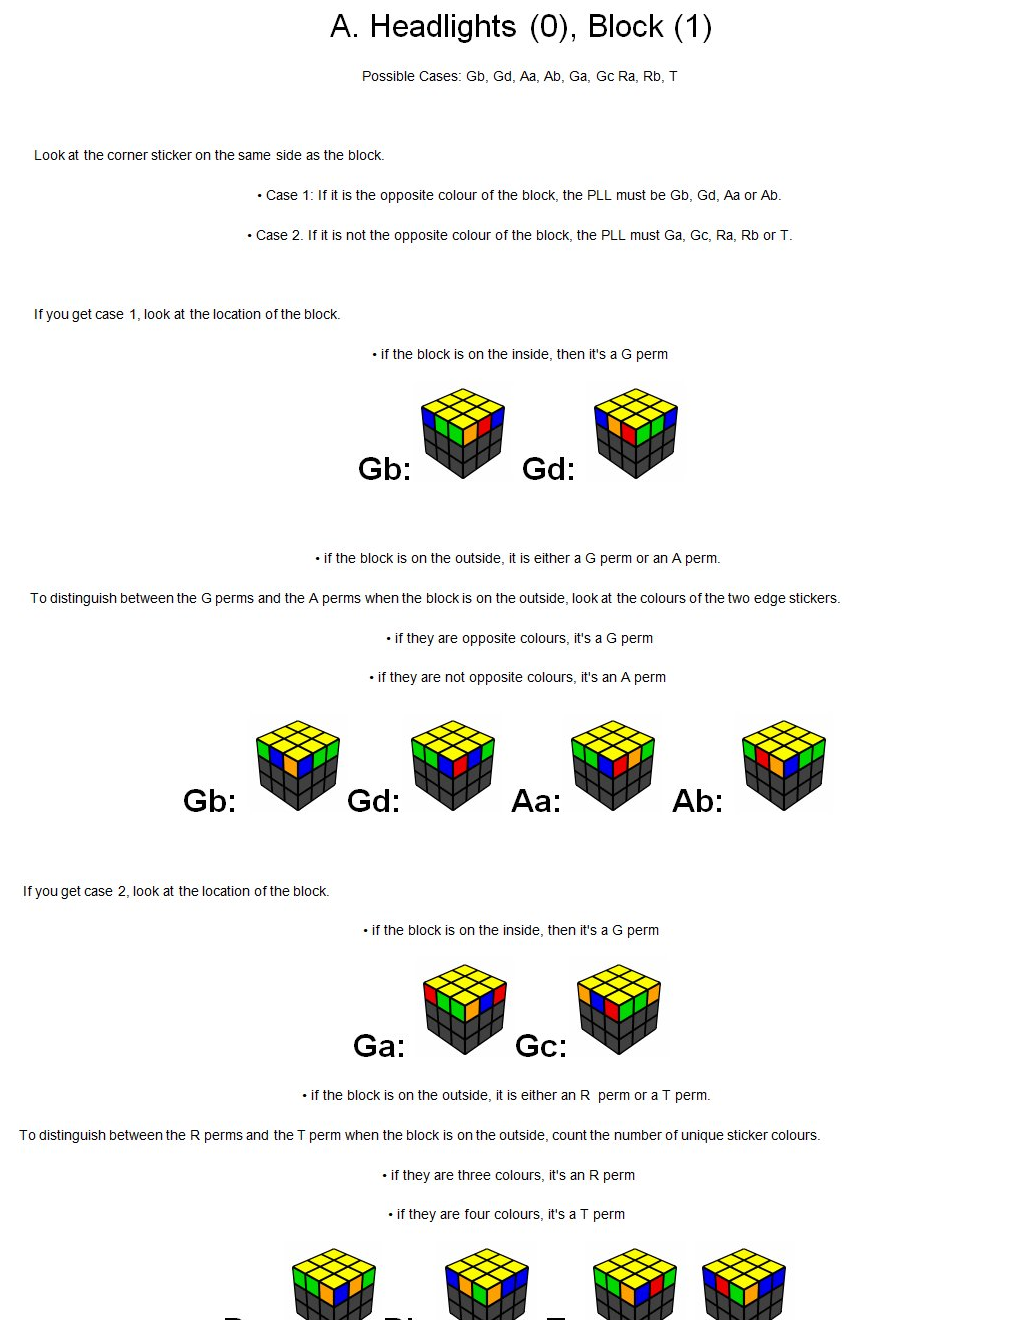 A. Headlights (0), Block (1)
Possible Cases: Gb, Gd, Aa, Ab, Ga, Gc Ra, Rb, T
Look at the corner sticker on the same side as the block.
• Case 1: If it is the opposite colour of the block, the PLL must be Gb, Gd, Aa or Ab.
• Case 2. If it is not the opposite colour of the block, the PLL must Ga, Gc, Ra, Rb or T.
If you get case 1, look at the location of the block.
• if the block is on the inside, then it's a G perm
Gb: Gd:
• if the block is on the outside, it is either a G perm or an A perm.
To distinguish between the G perms and the A perms when the block is on the outside, look at the colours of the two edge stickers.
• if they are opposite colours, it's a G perm
• if they are not opposite colours, it's an A perm
Gb: Gd: Aa: Ab:
If you get case 2, look at the location of the block.
• if the block is on the inside, then it's a G perm
Ga: Gc:
• if the block is on the outside, it is either an R perm or a T perm.
To distinguish between the R perms and the T perm when the block is on the outside, count the number of unique sticker colours.
• if they are three colours, it's an R perm
• if they are four colours, it's a T perm